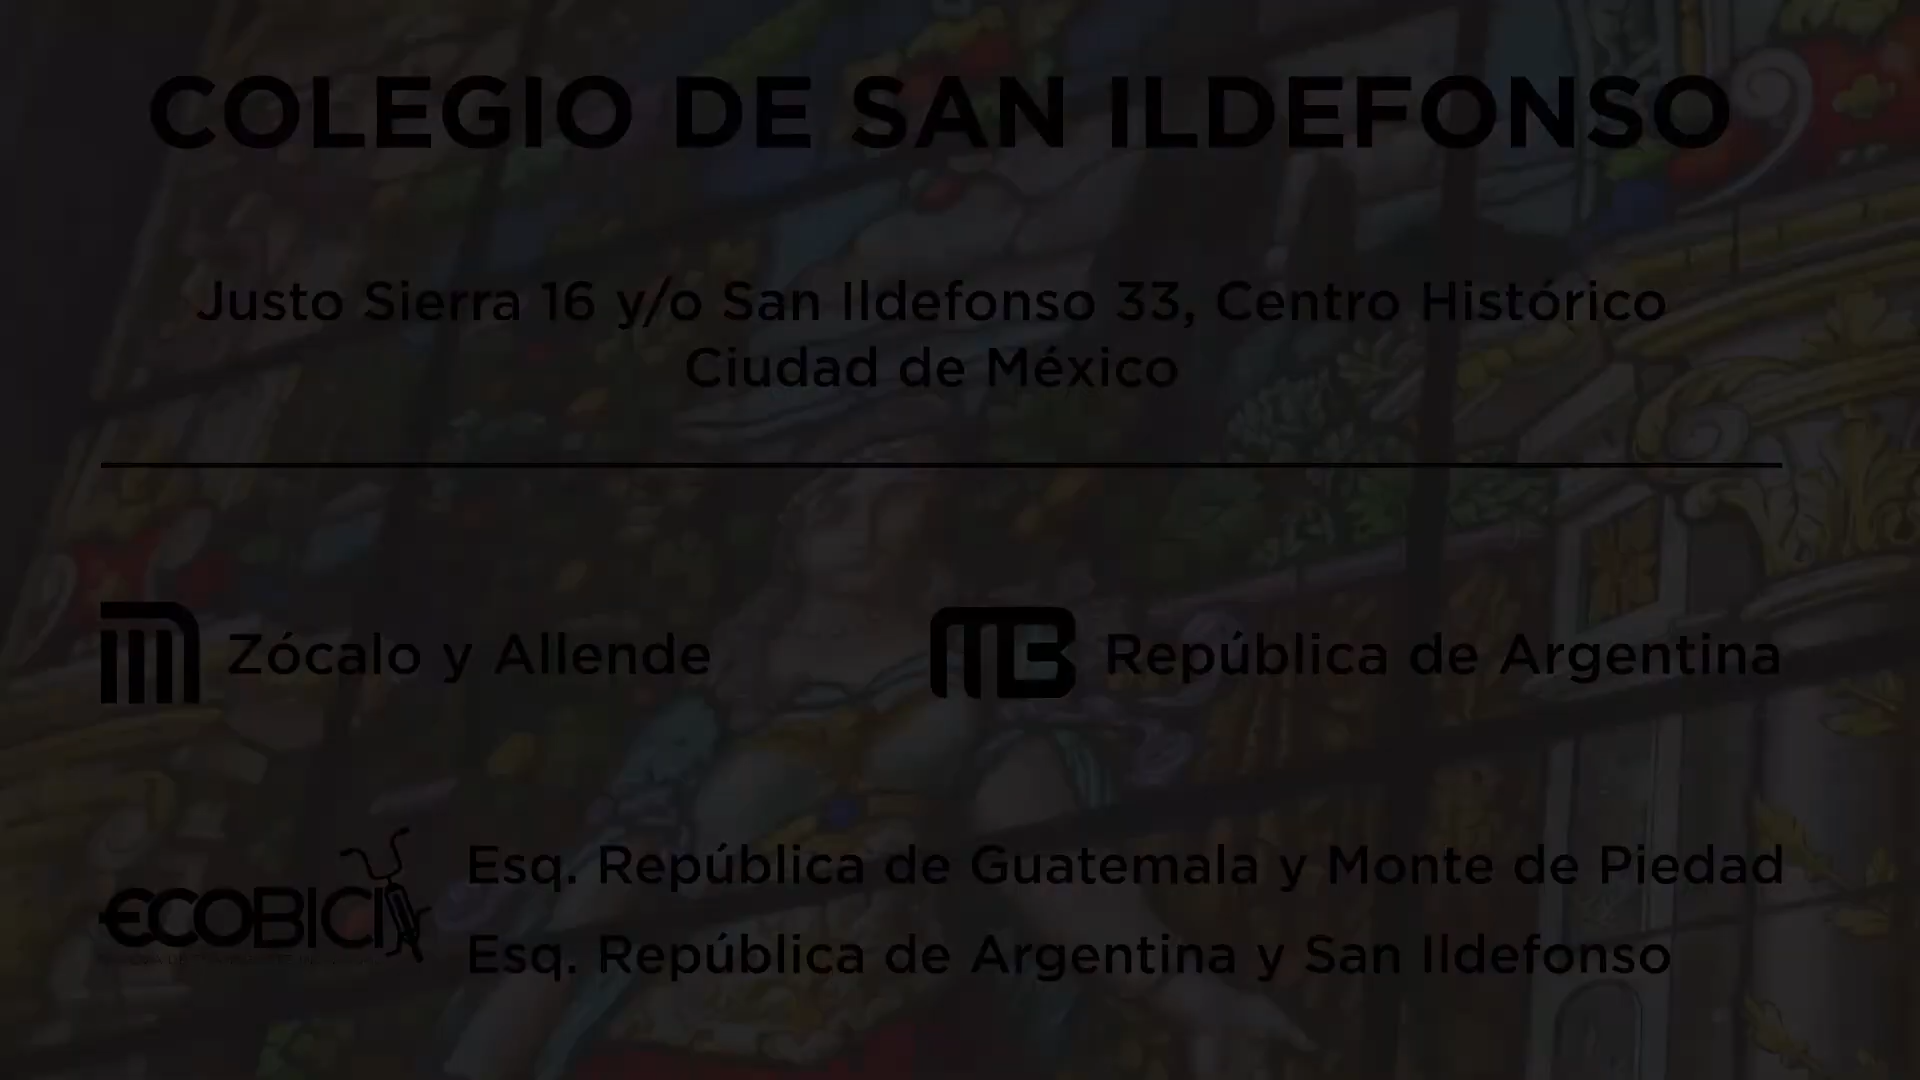 COLEGIO DE SAN ILDEFONSO
Justo Sierra 16 y/o San Ildefonso 33, Centro Histórico
Ciudad de México
Zócalo y Allende
MB República de Argentina
Esq. República de Guatemala y Monte de Piedad
ECOBICI
Esq. República de Argentina y San Ildefonso